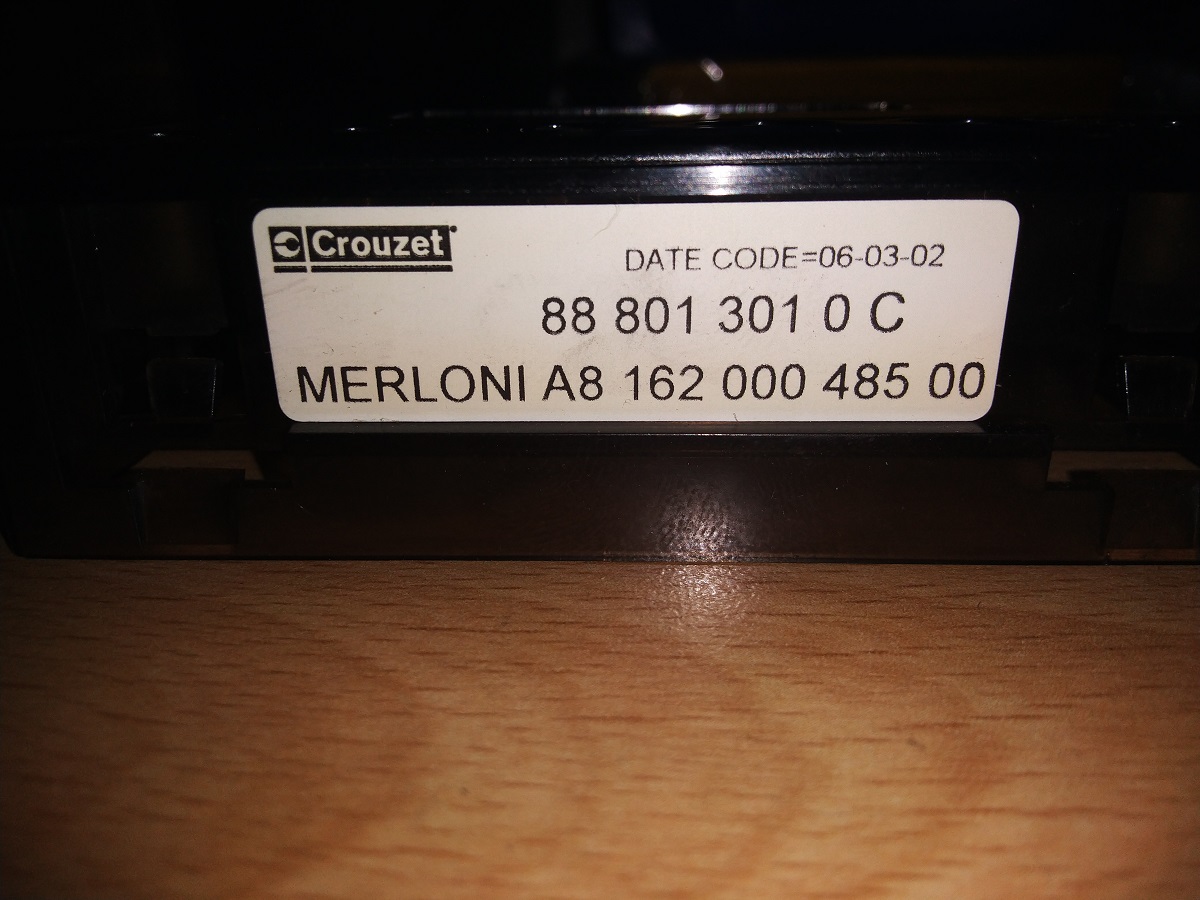 Crouzet
DATE CODE=06-03-02
88 801 301 0 C
MERLONI A8 162 000 485 00